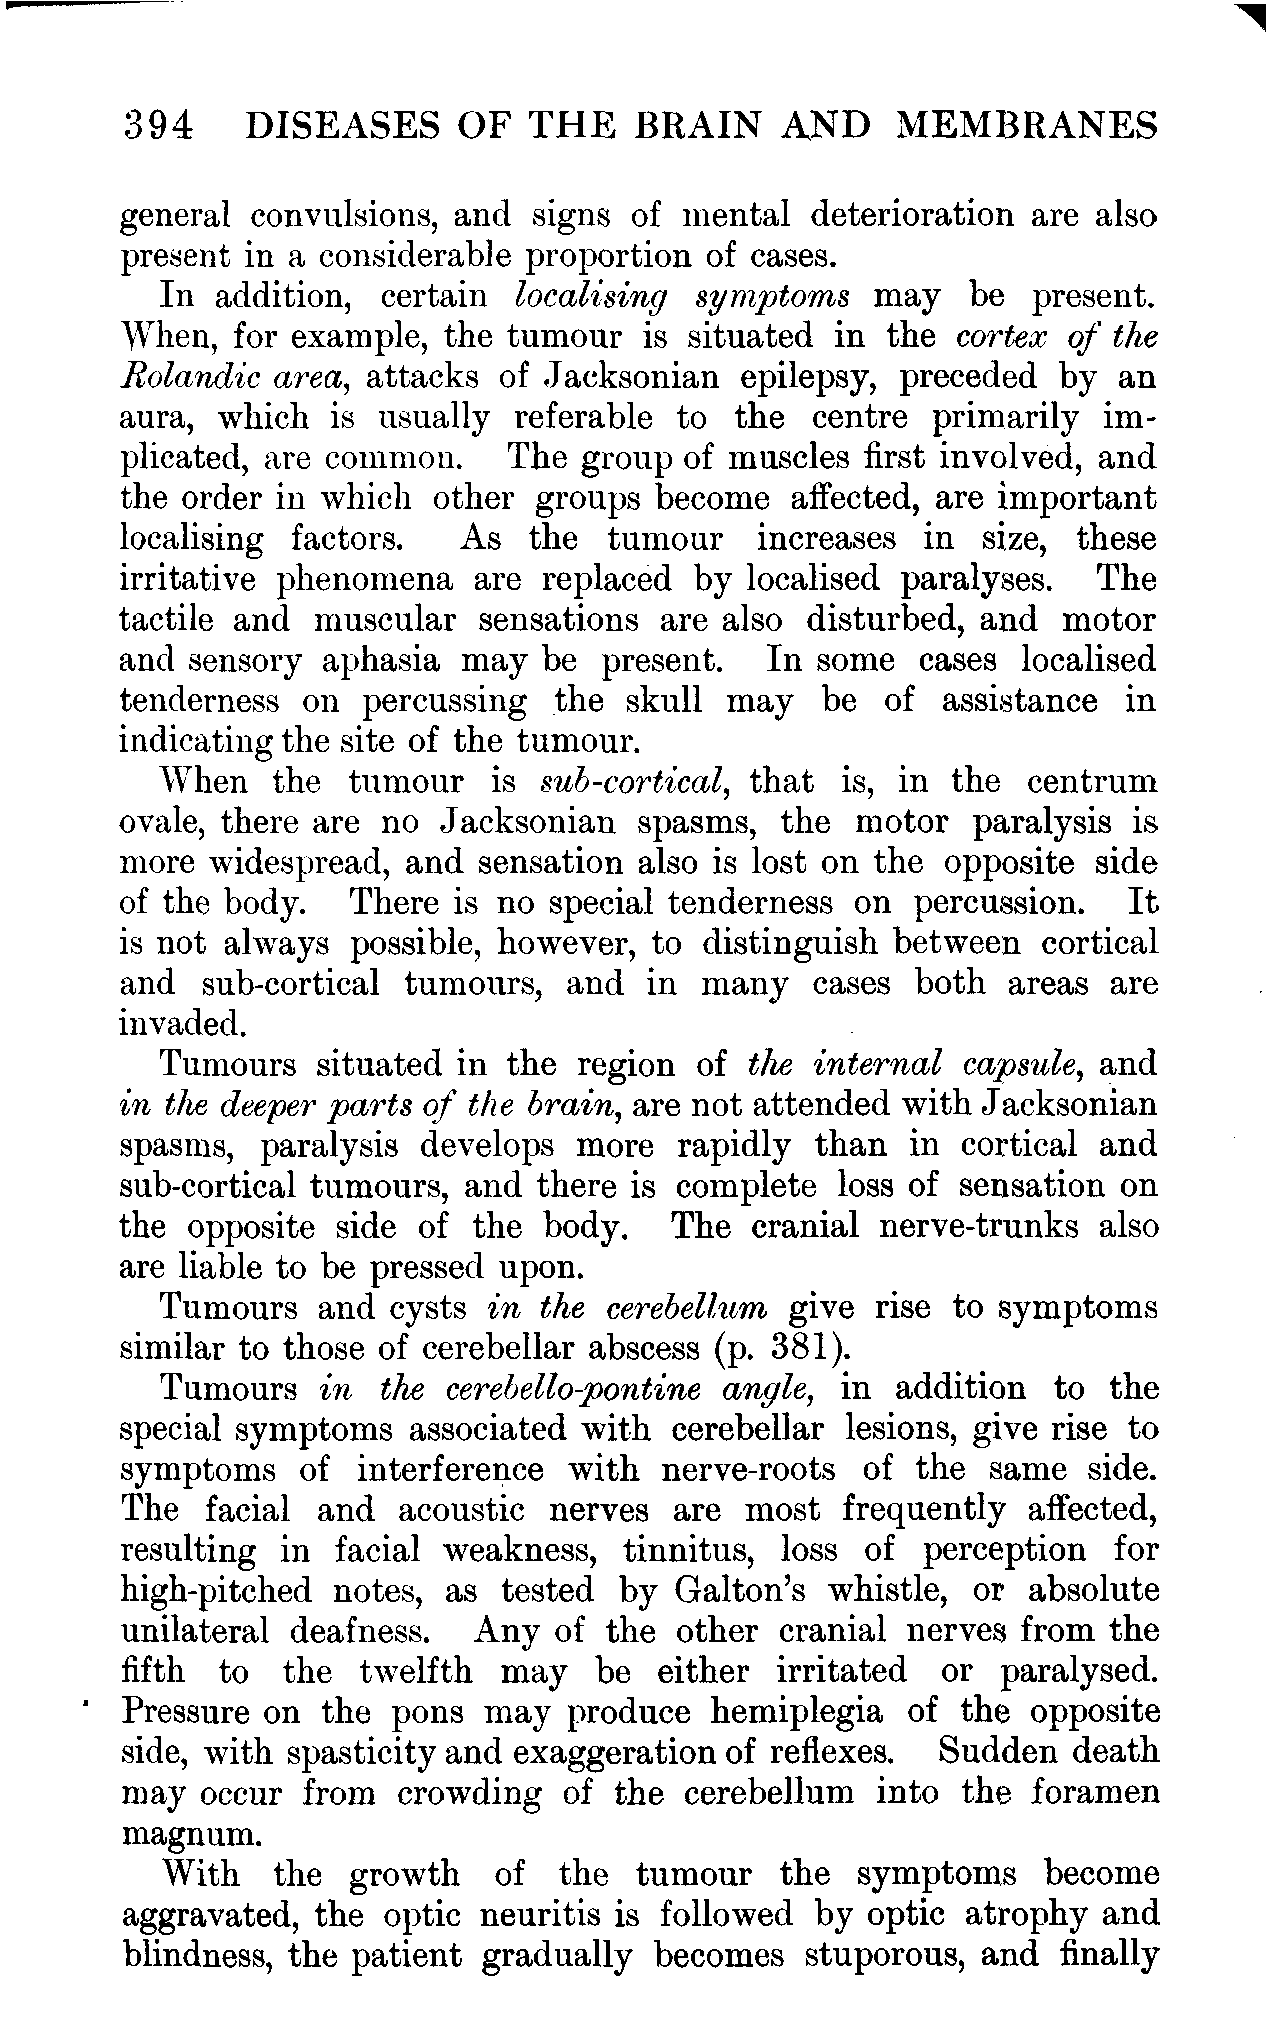 394 DISEASES OF THE BRAIN AND MEMBRANES
general convulsions, and signs of mental deterioration are also
present in a considerable proportion of cases.
In addition, certain localising symptoms may be present.
When, for example, the tumour is situated in the cortex of the
Rolandic area, attacks of Jacksonian epilepsy, preceded by an
aura, which is usually referable to the centre primarily im-
plicated, are common. The group of muscles first involved, and
the order in which other groups become affected, are important
localising factors. As the tumour increases in size, these
irritative phenomena are replaced by localised paralyses. The
tactile and muscular sensations are also disturbed, and motor
and sensory aphasia may be present. In some cases localised
tenderness on percussing the skull may be of assistance in
indicating the site of the tumour.
When the tumour is sub-cortical, that is, in the centrum
ovale, there are no Jacksonian spasms, the motor paralysis is
more widespread, and sensation also is lost on the opposite side
of the body. There is no special tenderness on percussion. It
is not always possible, however, to distinguish between cortical
and sub-cortical tumours, and in many cases both areas are
invaded.
Tumours situated in the region of the internal capsule, and
in the deeper parts of the brain, are not attended with Jacksonian
spasms, paralysis develops more rapidly than in cortical and
sub-cortical tumours, and there is complete loss of sensation on
the opposite side of the body. The cranial nerve-trunks also
are liable to be pressed upon.
Tumours and cysts in the cerebellum give rise to symptoms
similar to those of cerebellar abscess (p. 381).
Tumours in the cerebello-pontine angle, in addition to the
special symptoms associated with cerebellar lesions, give rise to
symptoms of interference with nerve-roots of the same side.
The facial and acoustic nerves are most frequently affected,
resulting in facial weakness, tinnitus, loss of perception for
high-pitched notes, as tested by Galton's whistle, or absolute
unilateral deafness. Any of the other cranial nerves from the
fifth to the twelfth may be either irritated or paralysed.
Pressure on the pons may produce hemiplegia of the opposite
side, with spasticity and exaggeration of reflexes. Sudden death
may occur from crowding of the cerebellum into the foramen
magnum.
With the growth of the tumour the symptoms become
aggravated, the optic neuritis is followed by optic atrophy and
blindness, the patient gradually becomes stuporous, and finally